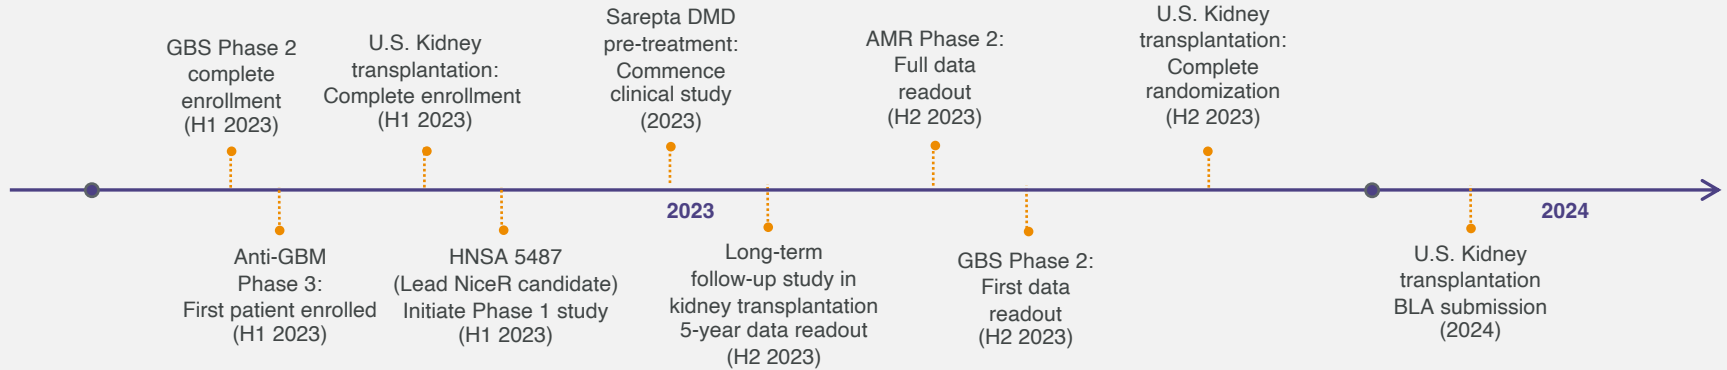 GBS Phase 2
complete
enrollment
(H1 2023)
U.S. Kidney
transplantation:
Complete enrollment
(H1 2023)
Sarepta DMD
pre-treatment:
Commence
clinical study
(2023)
AMR Phase 2:
Full data
readout
(H2 2023)
U.S. Kidney
transplantation:
Complete
randomization
(H2 2023)
2023
2024
Anti-GBM
Phase 3:
First patient enrolled
(H1 2023)
HNSA 5487
(Lead NiceR candidate)
Initiate Phase 1 study
(H1 2023)
Long-term
follow-up study in
kidney transplantation
5-year data readout
(H2 2023)
GBS Phase 2:
First data
readout
(H2 2023)
U.S. Kidney
transplantation
BLA submission
(2024)